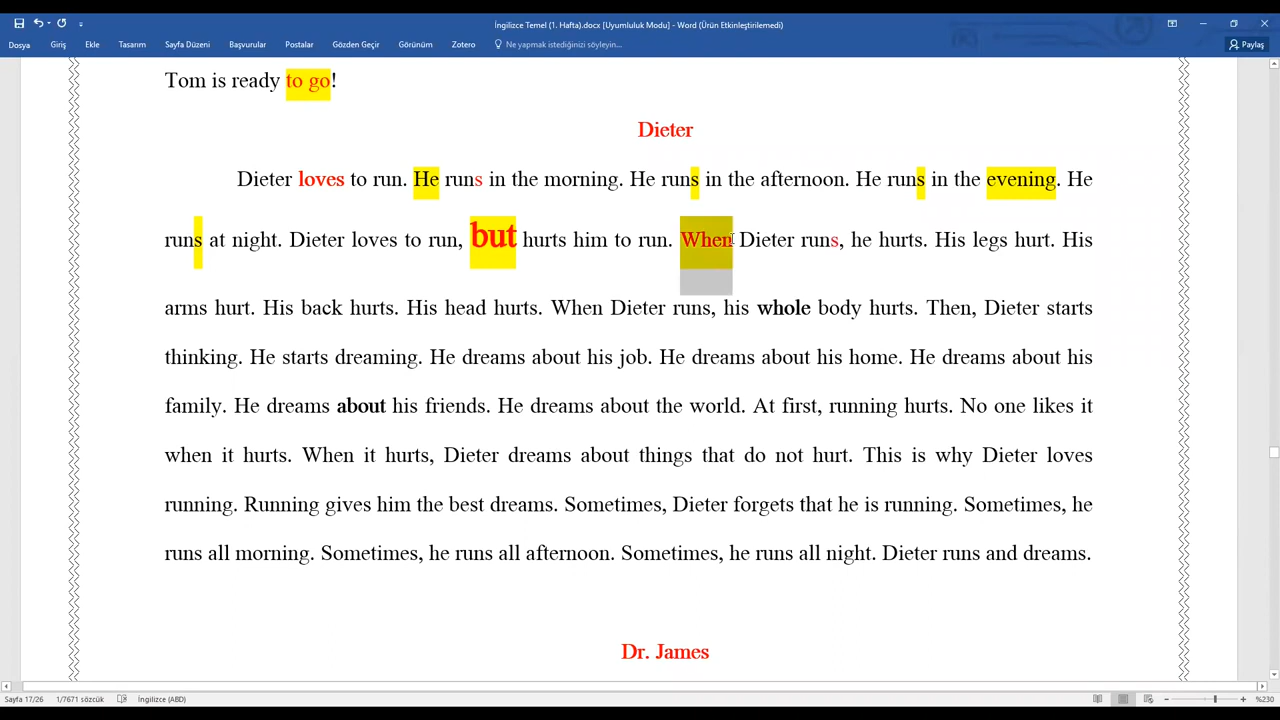 İngilizce Temel (1. Hafta).docx [Uyumluluk Modu] - Word (Ürün Etkinleştirilemedi)
Dosya Giriş Ekle Tasarım Sayfa Düzeni Başvurular Postalar Gözden Geçir Görünüm Zotero Ne yapmak istediğinizi söyleyin... Paylaş
Tom is ready to go!
Dieter
Dieter loves to run. He runs in the morning. He runs in the afternoon. He runs in the evening. He
runs at night. Dieter loves to run, but hurts him to run. When Dieter runs, he hurts. His legs hurt. His
arms hurt. His back hurts. His head hurts. When Dieter runs, his whole body hurts. Then, Dieter starts
thinking. He starts dreaming. He dreams about his job. He dreams about his home. He dreams about his
family. He dreams about his friends. He dreams about the world. At first, running hurts. No one likes it
when it hurts. When it hurts, Dieter dreams about things that do not hurt. This is why Dieter loves
running. Running gives him the best dreams. Sometimes, Dieter forgets that he is running. Sometimes, he
runs all morning. Sometimes, he runs all afternoon. Sometimes, he runs all night. Dieter runs and dreams.
Dr. James
Sayfa 17/26 1/7671 sözcük İngilizce (ABD) %230